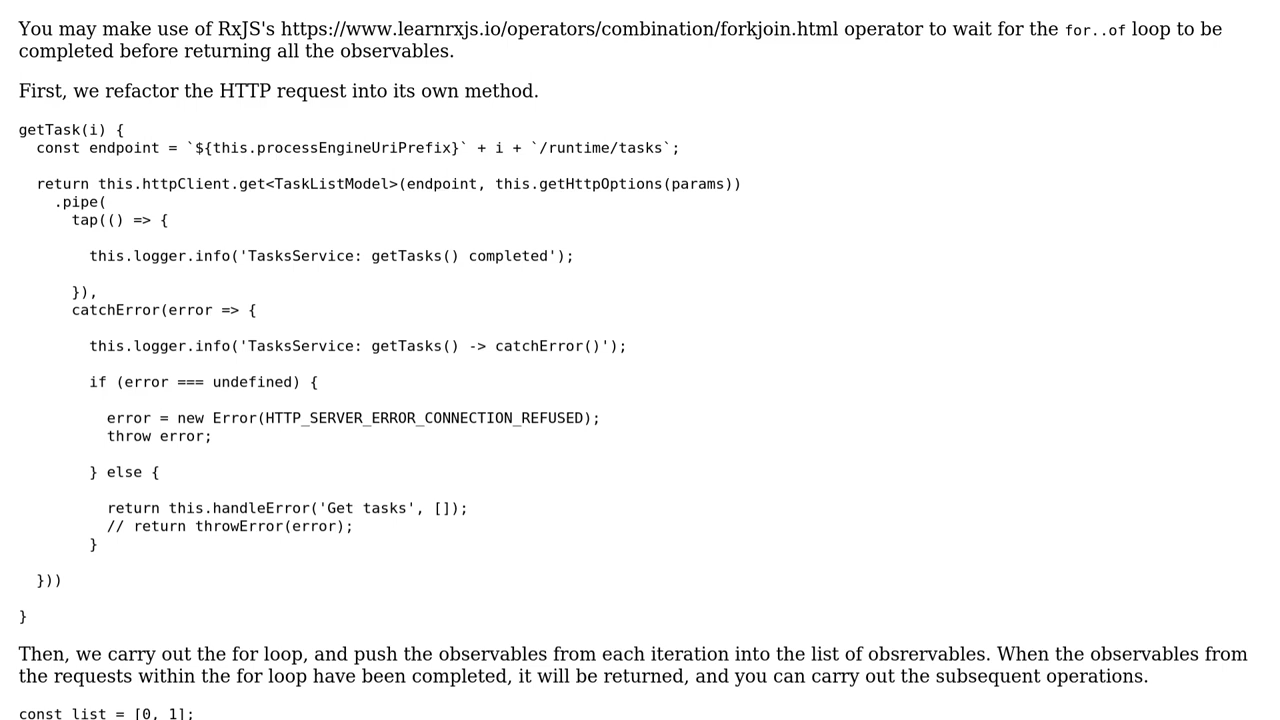 You may make use of RxJS's https://www.learnrxjs.io/operators/combination/forkjoin.html operator to wait for the for..of loop to be
completed before returning all the observables.
First, we refactor the HTTP request into its own method.
getTask(i) {
  const endpoint = `${this.processEngineUriPrefix}` + i + `/runtime/tasks`;
  return this.httpClient.get<TaskListModel>(endpoint, this.getHttpOptions(params))
    .pipe(
      tap(() => {
        this.logger.info('TasksService: getTasks() completed');
      }),
      catchError(error => {
        this.logger.info('TasksService: getTasks() -> catchError()');
        if (error === undefined) {
          error = new Error(HTTP_SERVER_ERROR_CONNECTION_REFUSED);
          throw error;
        } else {
          return this.handleError('Get tasks', []);
          // return throwError(error);
        }
  }))
}
Then, we carry out the for loop, and push the observables from each iteration into the list of obsrervables. When the observables from
the requests within the for loop have been completed, it will be returned, and you can carry out the subsequent operations.
const list = [0, 1];